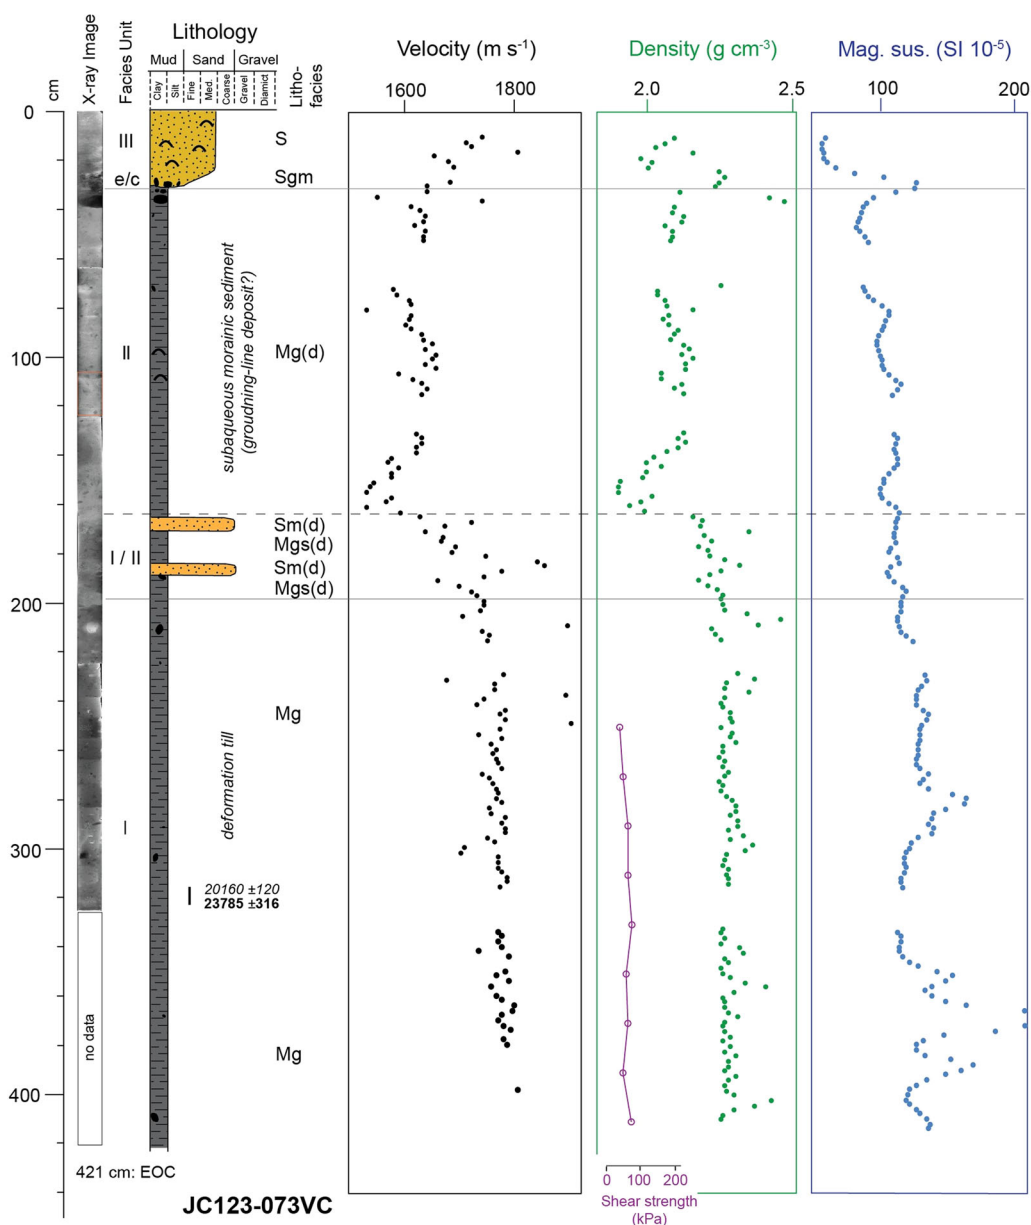 X-ray Image
Facies Unit
Lithology
Mud
Sand
Gravel
Clay
Silt
Fine
Med.
Coarse
Gravel
Diamict
Litho-
facies
Velocity (m s-1)
Density (g cm-3)
Mag. sus. (SI 10-5)
cm
1600
1800
2.0
2.5
100
200
0
100
200
300
400
III
e/c
II
I / II
I
S
Sgm
Mg(d)
Sm(d)
Mgs(d)
Sm(d)
Mgs(d)
Mg
Mg
subaqueous morainic sediment
(groudning-line deposit?)
deformation till
20160 ±120
23785 ±316
no data
421 cm: EOC
JC123-073VC
0
100
200
Shear strength
(kPa)